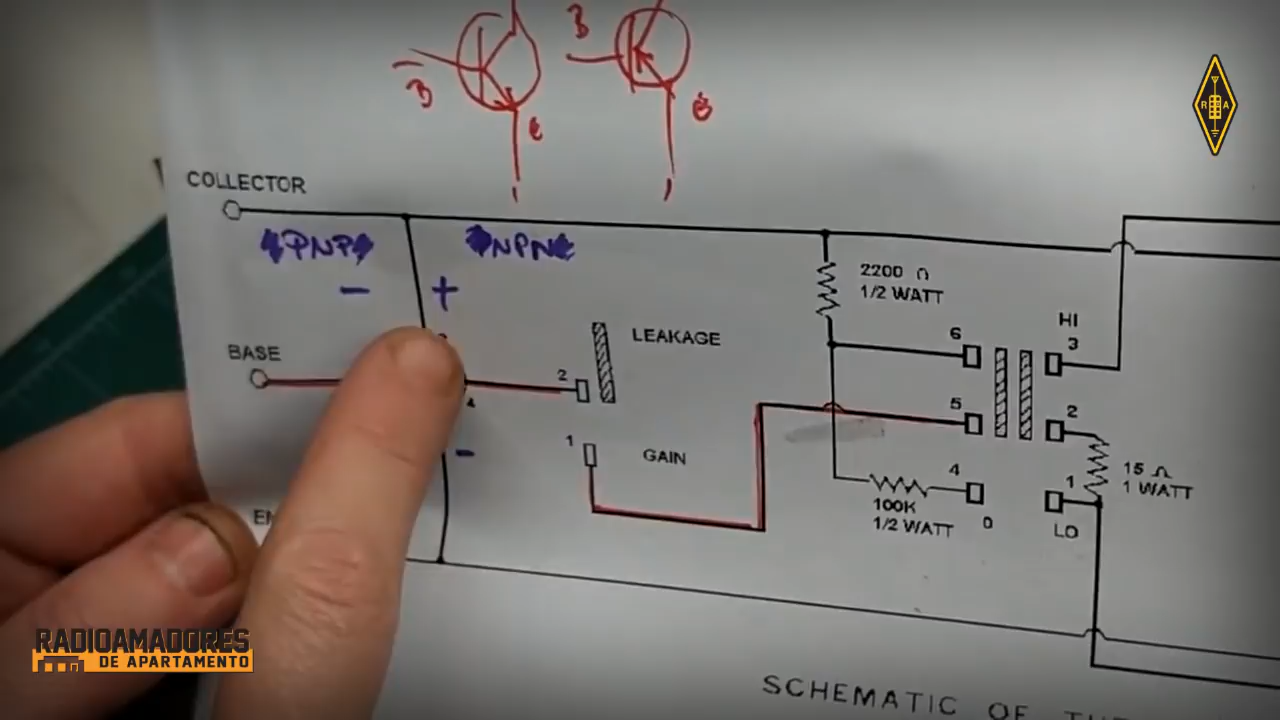 B
B
e
e
COLLECTOR
PNP
NPN
-
+
2200 Ω
1/2 WATT
HI
LEAKAGE
6
3
BASE
2
5
2
1
GAIN
-
4
1
15 Ω
1 WATT
100K
1/2 WATT
O
LO
SCHEMATIC OF
R A
RADIOAMADORES
DE APARTAMENTO